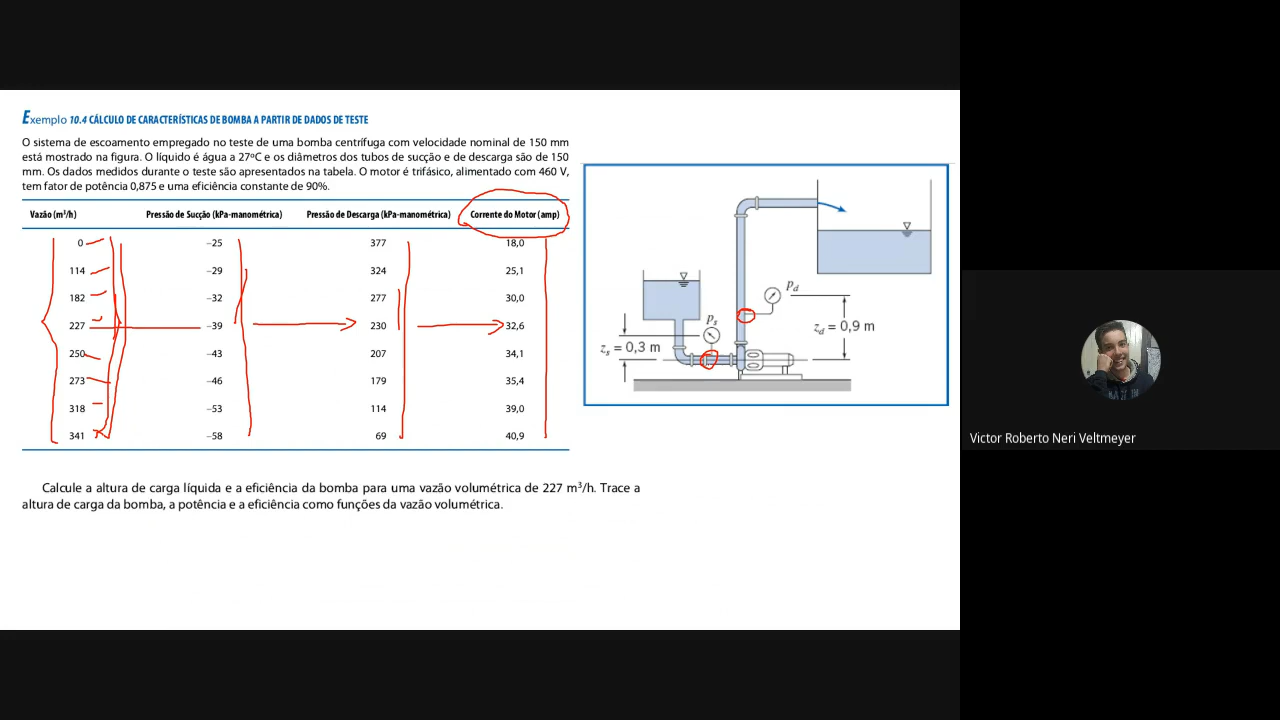 Exemplo 10.4 CÁLCULO DE CARACTERÍSTICAS DE BOMBA A PARTIR DE DADOS DE TESTE
O sistema de escoamento empregado no teste de uma bomba centrífuga com velocidade nominal de 150 mm
está mostrado na figura. O líquido é água a 27ºC e os diâmetros dos tubos de sucção e de descarga são de 150
mm. Os dados medidos durante o teste são apresentados na tabela. O motor é trifásico, alimentado com 460 V,
tem fator de potência 0,875 e uma eficiência constante de 90%.
Vazão (m³/h) Pressão de Sucção (kPa-manométrica) Pressão de Descarga (kPa-manométrica) Corrente do Motor (amp)
0 –25 377 18,0
114 –29 324 25,1
182 –32 277 30,0
227 –39 230 32,6
250 –43 207 34,1
273 –46 179 35,4
318 –53 114 39,0
341 –58 69 40,9
p_d
z_d = 0,9 m
p_s
z_s = 0,3 m
Calcule a altura de carga líquida e a eficiência da bomba para uma vazão volumétrica de 227 m³/h. Trace a
altura de carga da bomba, a potência e a eficiência como funções da vazão volumétrica.
Victor Roberto Neri Veltmeyer